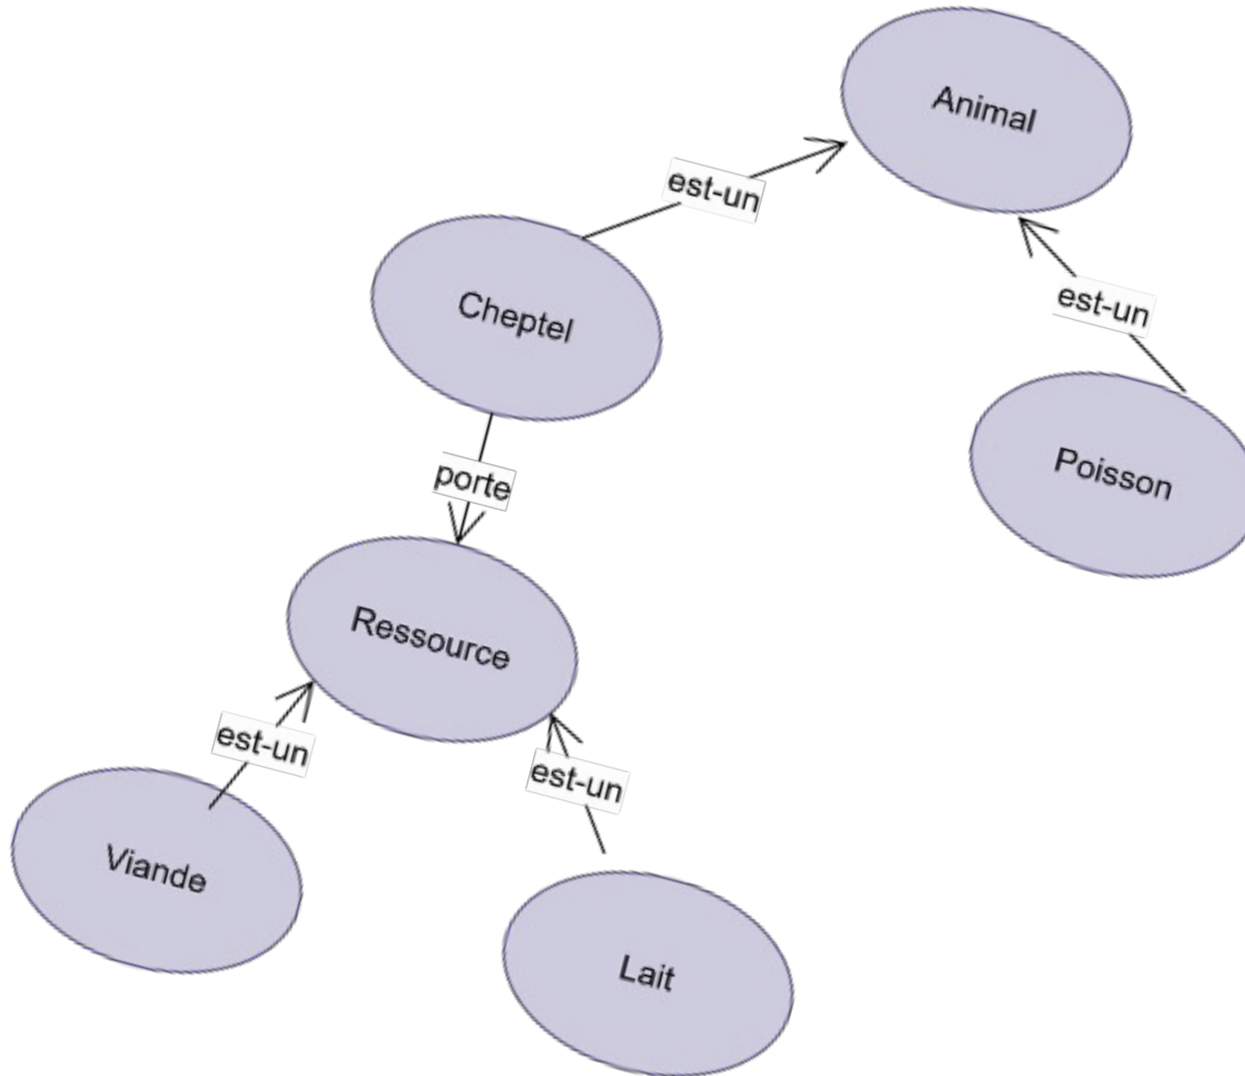 Animal
est-un
Cheptel
est-un
Poisson
porte
Ressource
est-un
est-un
Viande
Lait